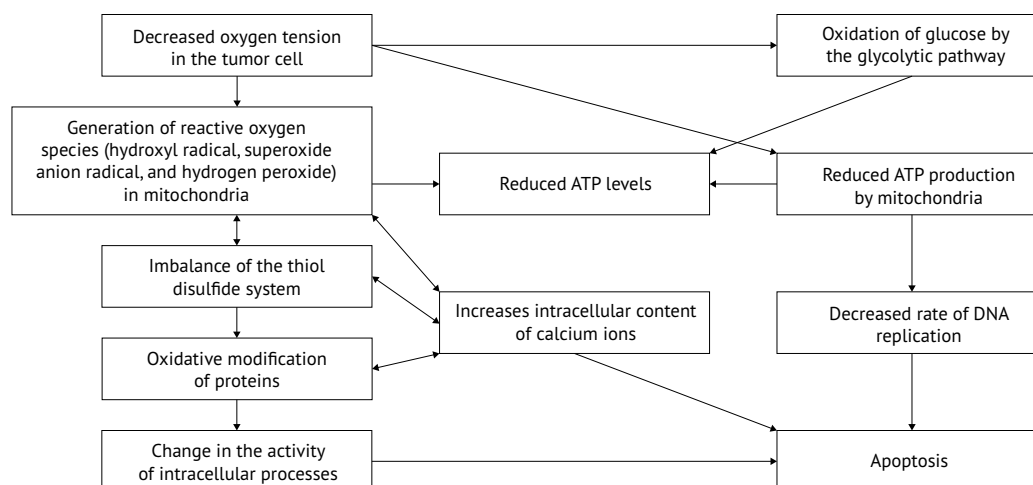 Decreased oxygen tension
in the tumor cell
Oxidation of glucose by
the glycolytic pathway
Generation of reactive oxygen
species (hydroxyl radical, superoxide
anion radical, and hydrogen peroxide)
in mitochondria
Reduced ATP levels
Reduced ATP production
by mitochondria
Imbalance of the thiol
disulfide system
Increases intracellular content
of calcium ions
Decreased rate of DNA
replication
Oxidative modification
of proteins
Change in the activity
of intracellular processes
Apoptosis